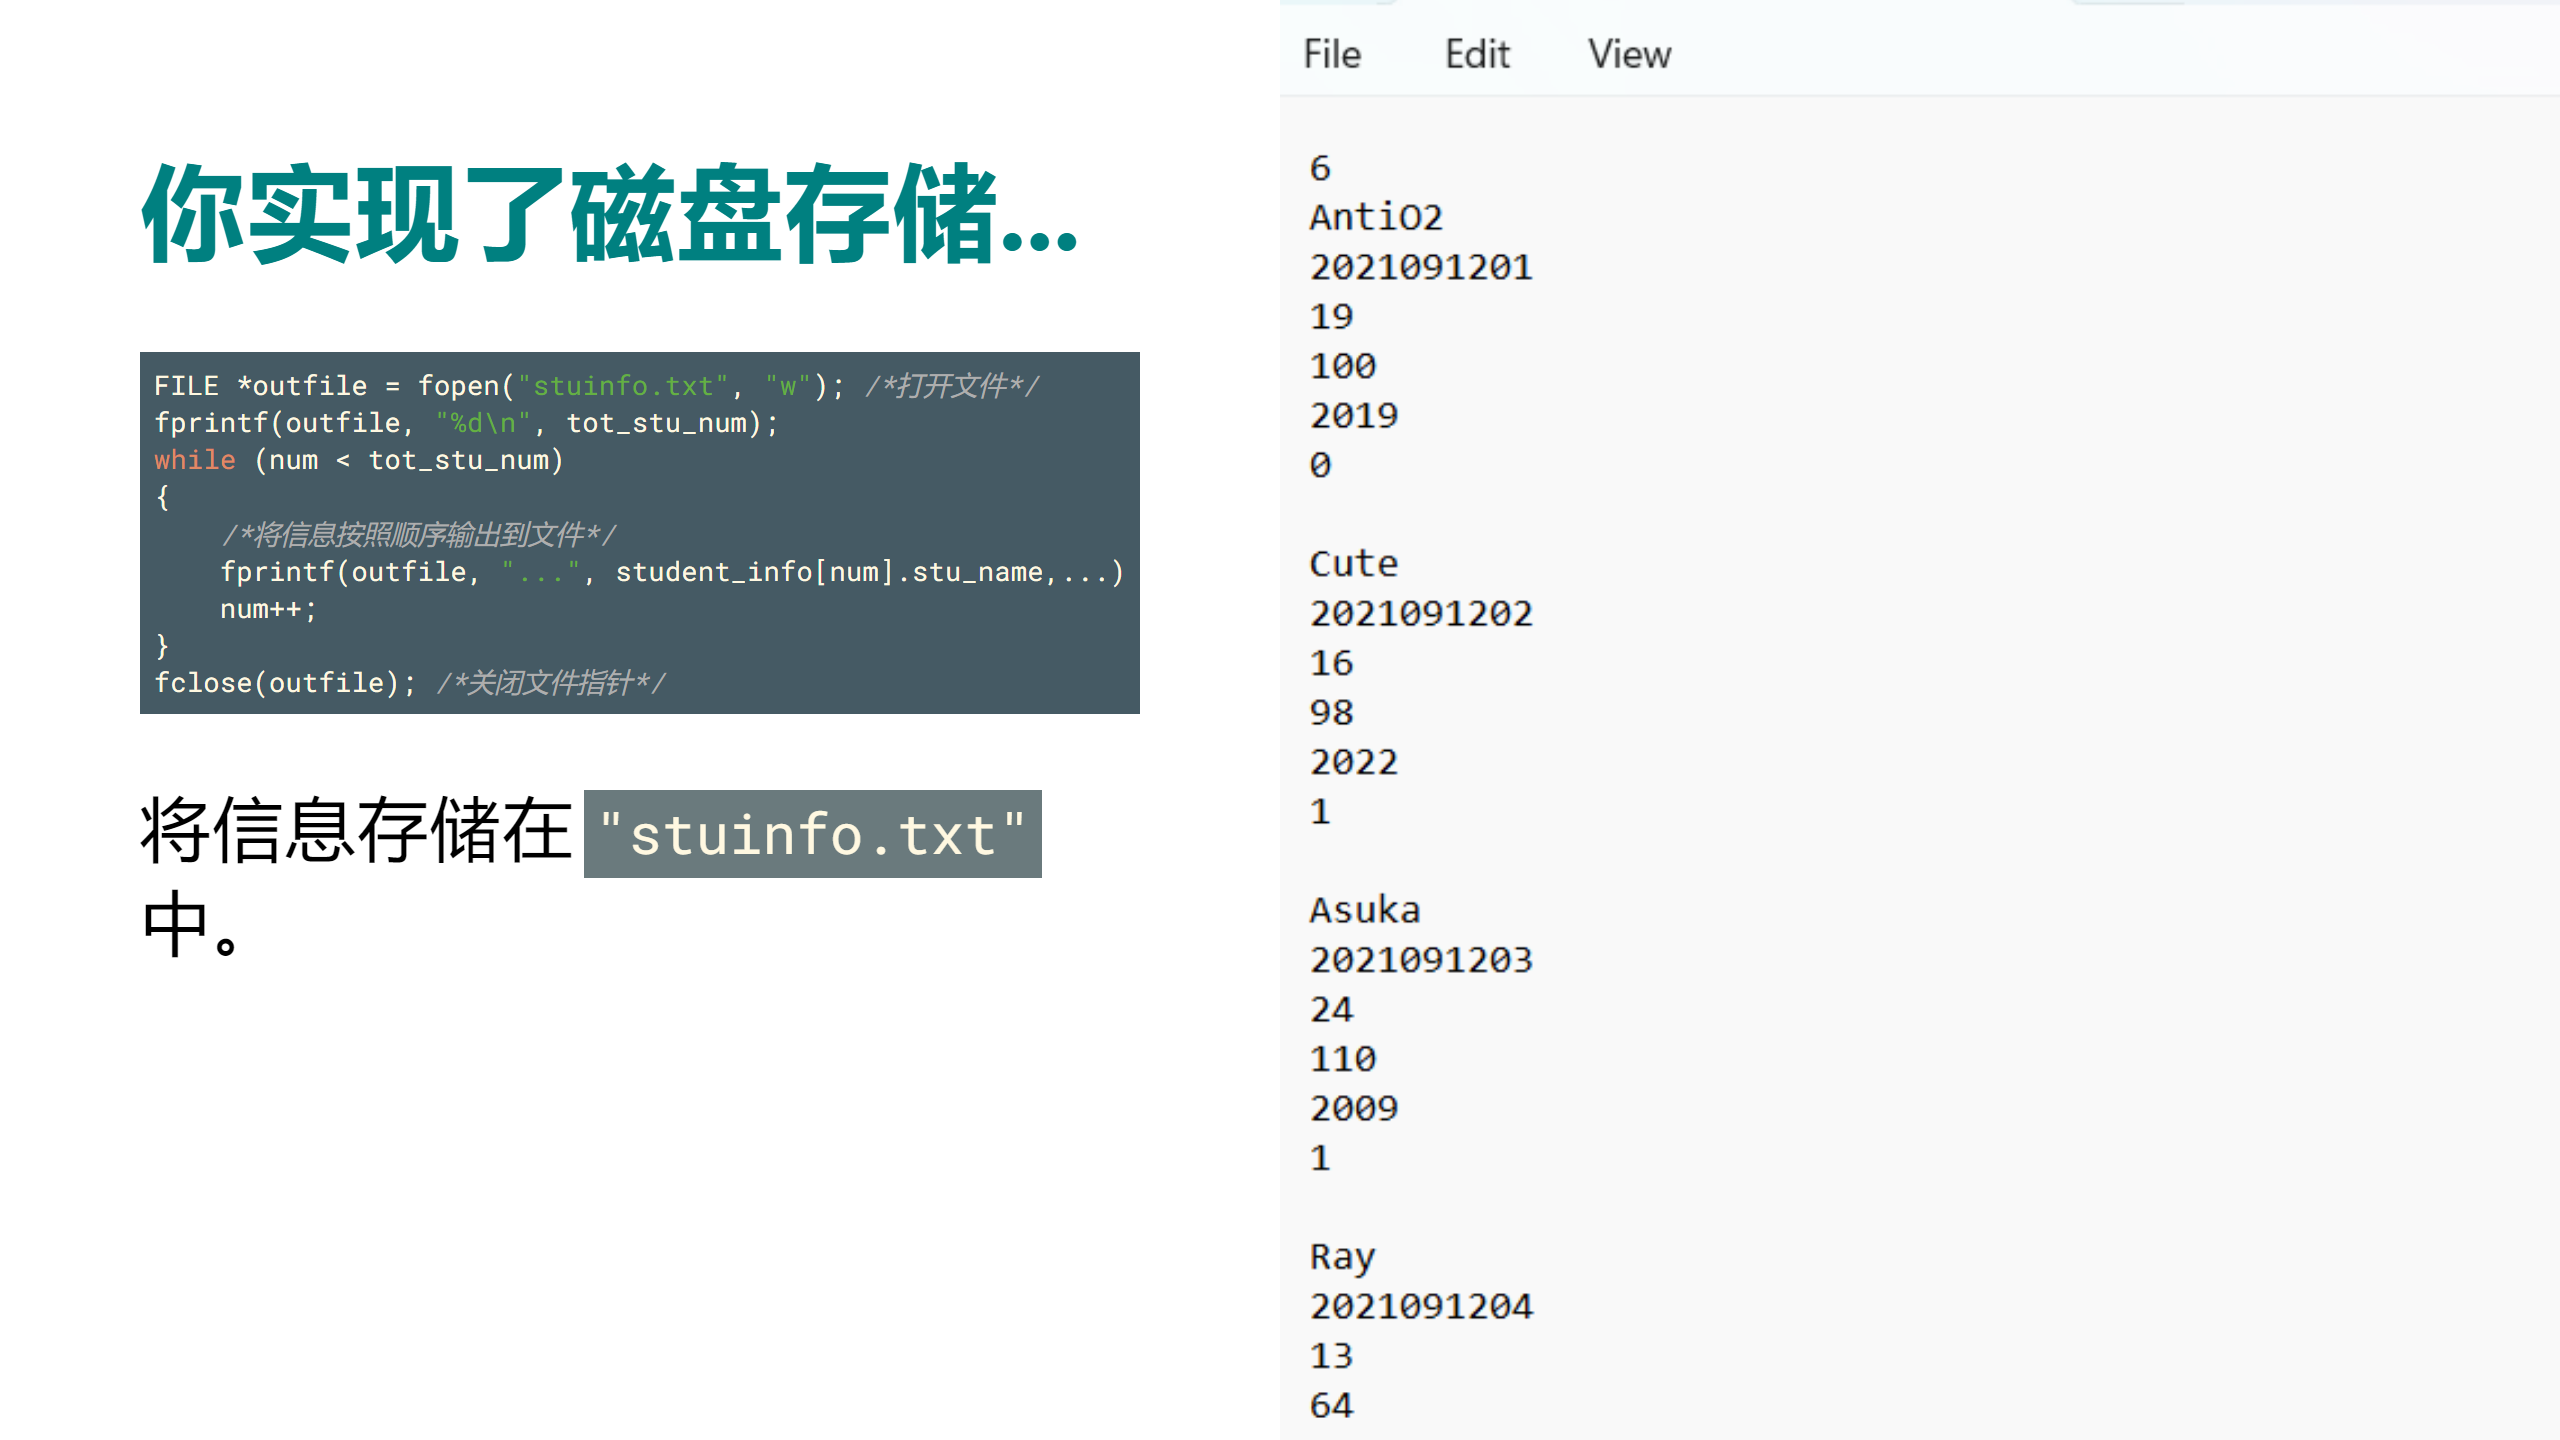 你实现了磁盘存储...
FILE *outfile = fopen("stuinfo.txt", "w"); /*打开文件*/
fprintf(outfile, "%d\n", tot_stu_num);
while (num < tot_stu_num)
{
    /*将信息按照顺序输出到文件*/
    fprintf(outfile, "...", student_info[num].stu_name,...)
    num++;
}
fclose(outfile); /*关闭文件指针*/
将信息存储在 "stuinfo.txt"
中。
File Edit View
6
AntiO2
2021091201
19
100
2019
0
Cute
2021091202
16
98
2022
1
Asuka
2021091203
24
110
2009
1
Ray
2021091204
13
64